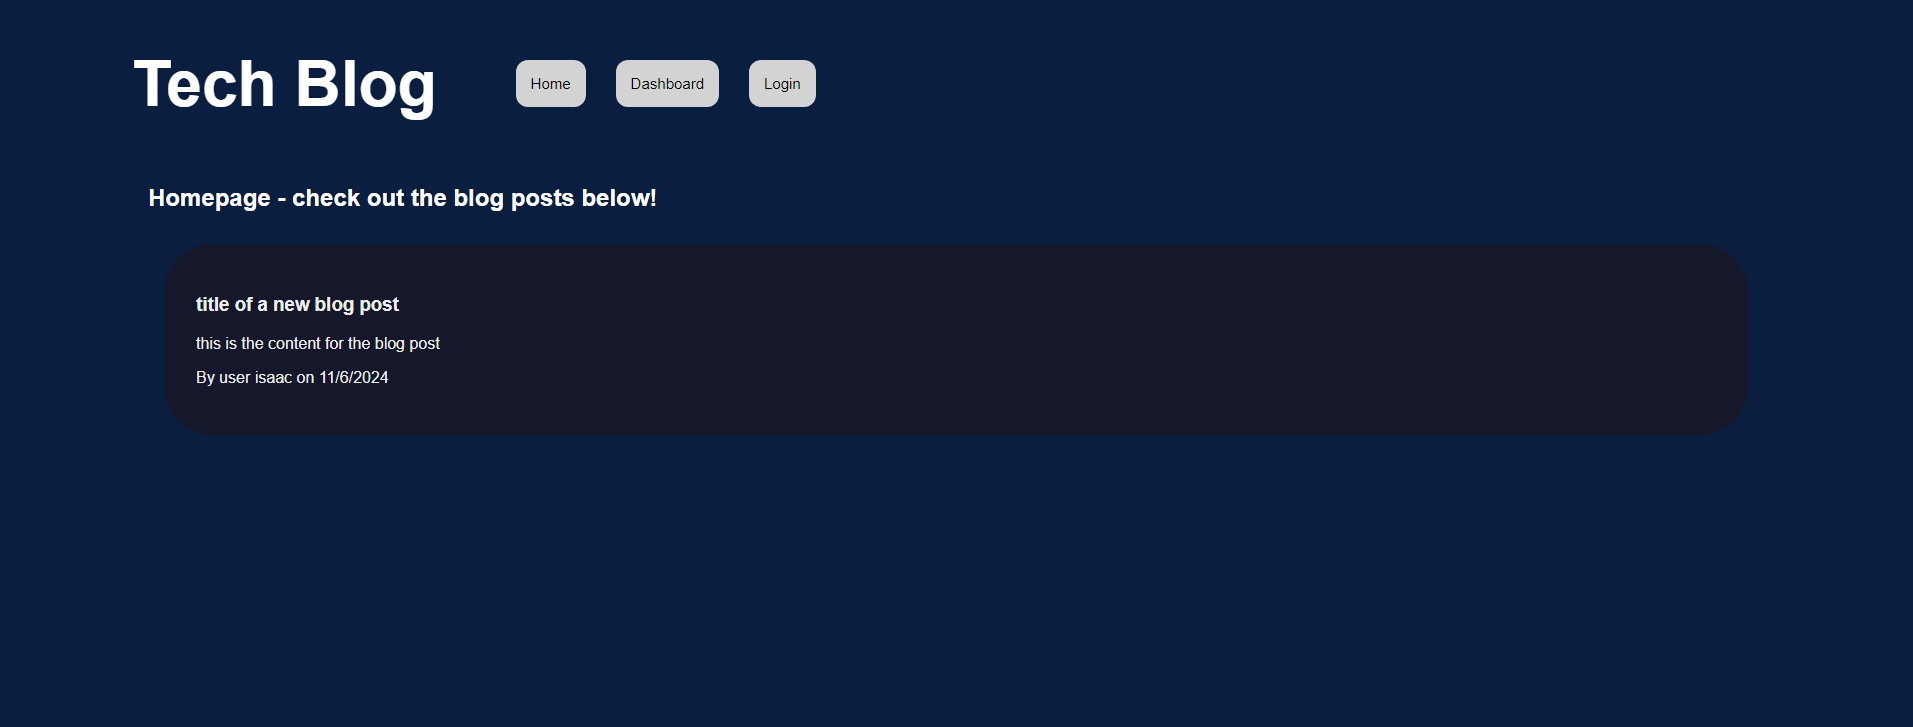 Tech Blog
Home
Dashboard
Login
Homepage - check out the blog posts below!
title of a new blog post
this is the content for the blog post
By user isaac on 11/6/2024